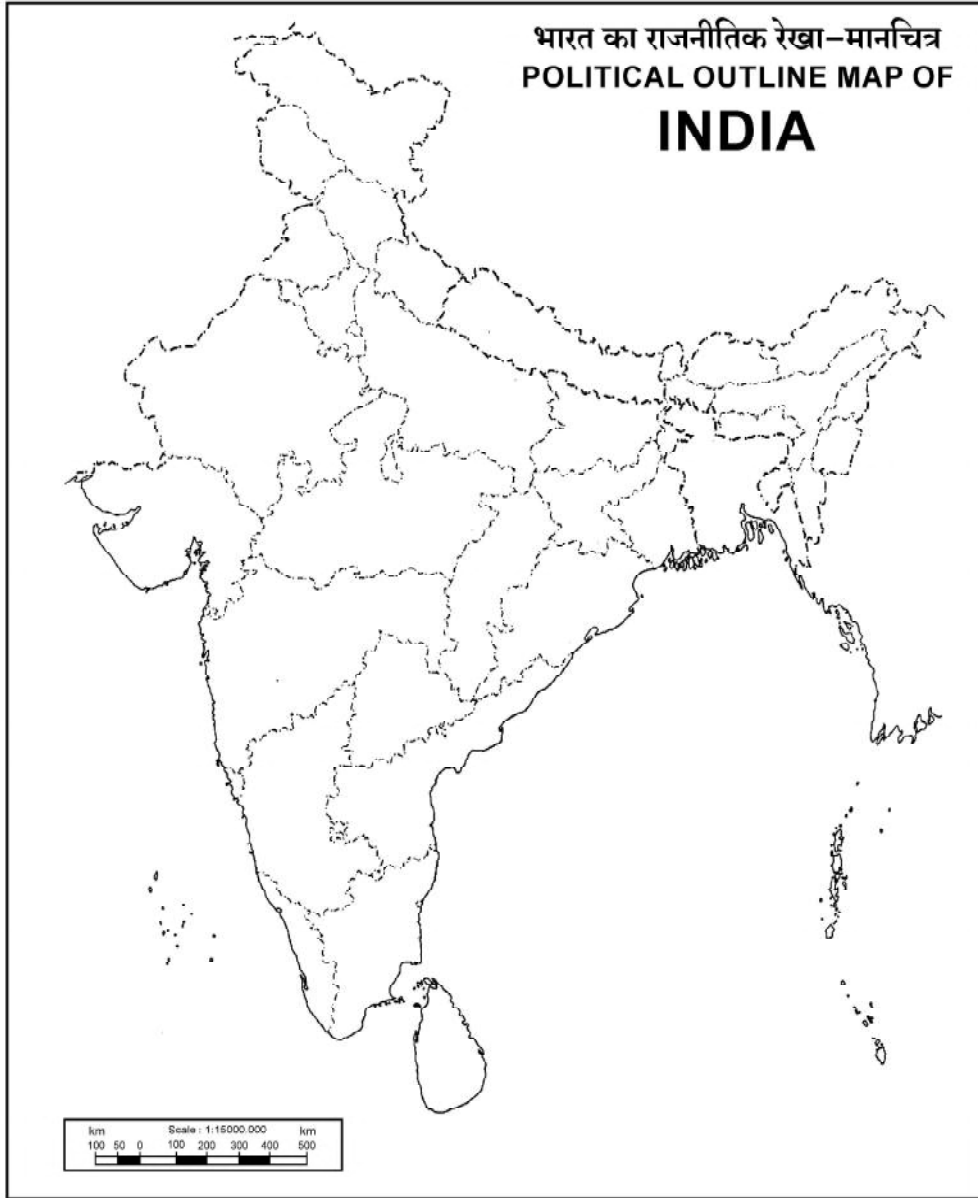 भारत का राजनीतिक रेखा–मानचित्र
POLITICAL OUTLINE MAP OF
INDIA
km Scale : 1:15000.000 km
100 50 0 100 200 300 400 500